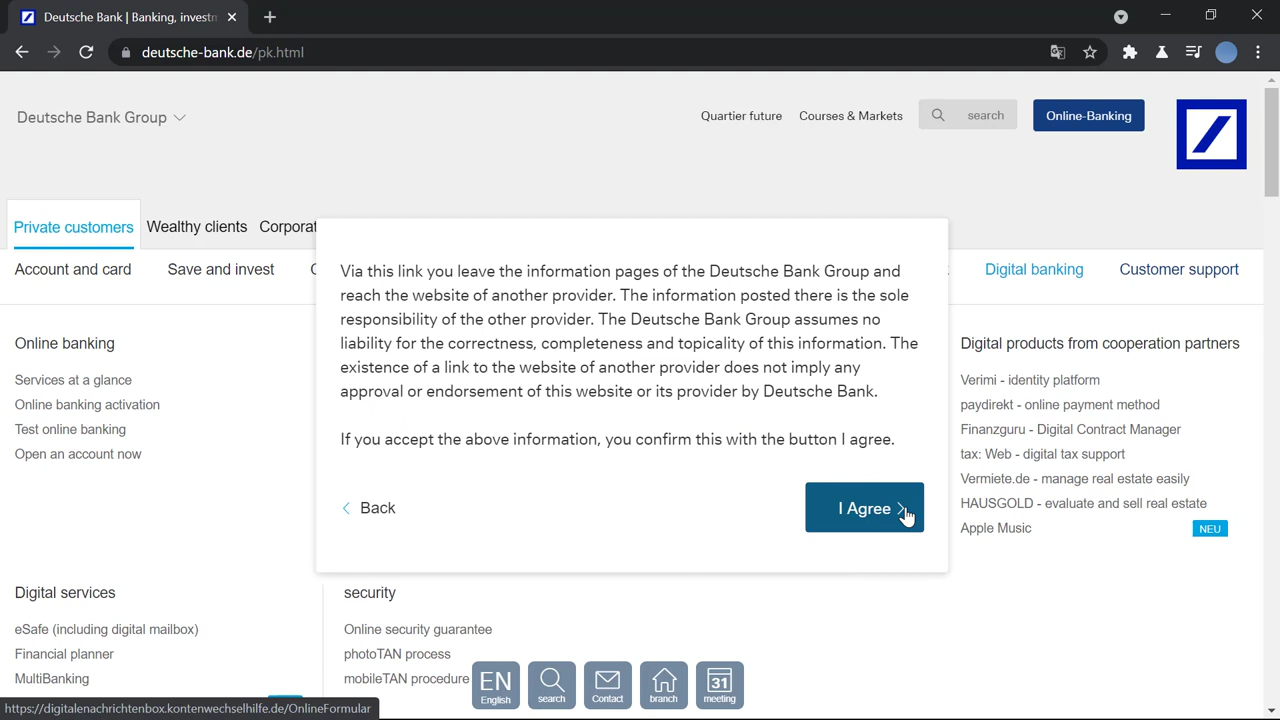 Deutsche Bank | Banking, investm
deutsche-bank.de/pk.html
Deutsche Bank Group
Quartier future
Courses & Markets
search
Online-Banking
Private customers
Wealthy clients
Corporat
Account and card
Save and invest
Digital banking
Customer support
Via this link you leave the information pages of the Deutsche Bank Group and
reach the website of another provider. The information posted there is the sole
responsibility of the other provider. The Deutsche Bank Group assumes no
liability for the correctness, completeness and topicality of this information. The
existence of a link to the website of another provider does not imply any
approval or endorsement of this website or its provider by Deutsche Bank.
If you accept the above information, you confirm this with the button I agree.
Back
I Agree
Online banking
Services at a glance
Online banking activation
Test online banking
Open an account now
Digital products from cooperation partners
Verimi - identity platform
paydirekt - online payment method
Finanzguru - Digital Contract Manager
tax: Web - digital tax support
Vermiete.de - manage real estate easily
HAUSGOLD - evaluate and sell real estate
Apple Music
NEU
Digital services
eSafe (including digital mailbox)
Financial planner
MultiBanking
security
Online security guarantee
photoTAN process
mobileTAN procedure
EN
English
search
Contact
branch
31
meeting
https://digitalenachrichtenbox.kontenwechselhilfe.de/OnlineFormular